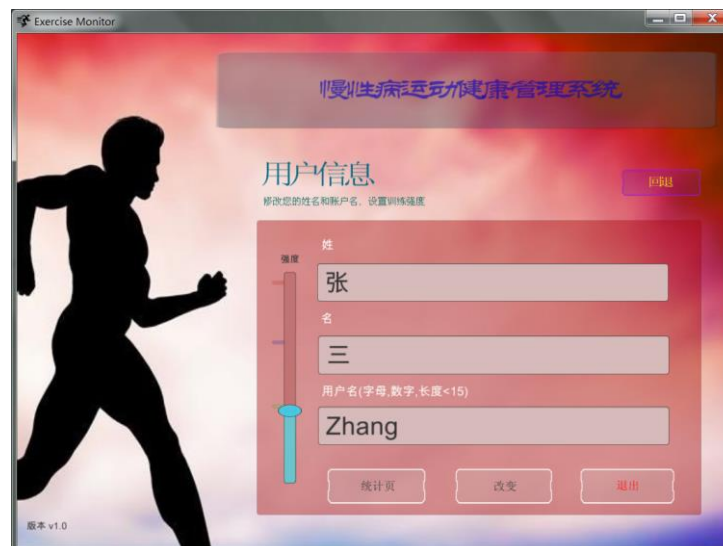 Exercise Monitor
慢性病运动健康管理系统
用户信息
回退
修改您的姓名和账户名，设置训练强度
强度
姓
张
名
三
用户名(字母,数字,长度<15)
Zhang
统计页 改变 退出
版本 v1.0